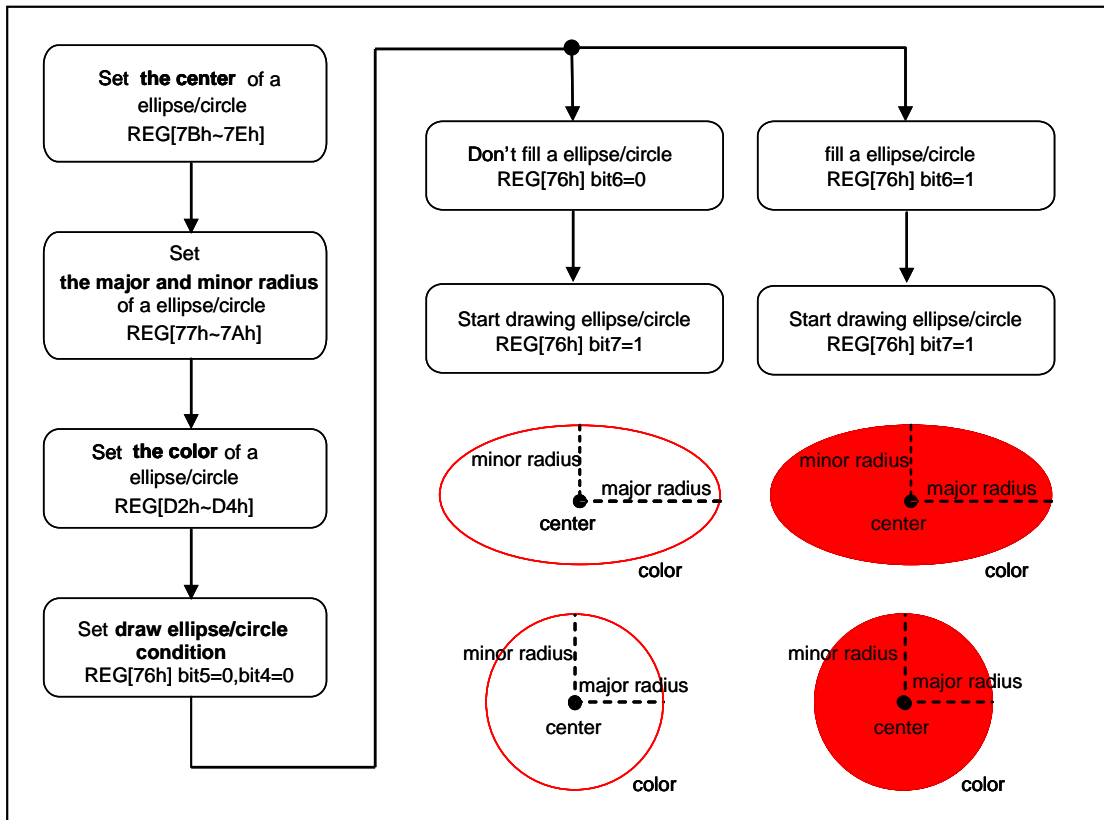 Set the center of a
ellipse/circle
REG[7Bh~7Eh]
Set
the major and minor radius
of a ellipse/circle
REG[77h~7Ah]
Set the color of a
ellipse/circle
REG[D2h~D4h]
Set draw ellipse/circle
condition
REG[76h] bit5=0,bit4=0
Don't fill a ellipse/circle
REG[76h] bit6=0
Start drawing ellipse/circle
REG[76h] bit7=1
fill a ellipse/circle
REG[76h] bit6=1
Start drawing ellipse/circle
REG[76h] bit7=1
minor radius
major radius
center
color
minor radius
major radius
center
color
minor radius
major radius
center
color
minor radius
major radius
center
color